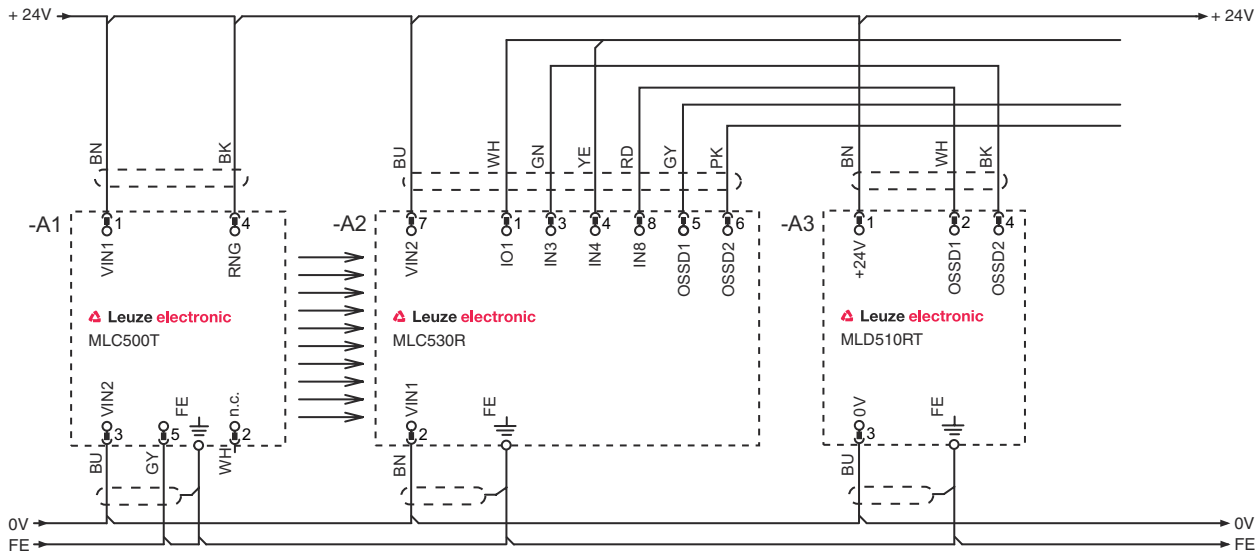 + 24V
+ 24V
BN
BK
BU
WH
GN
YE
RD
GY
PK
BN
WH
BK
-A1
1
4
-A2
7
1
3
4
8
5
6
-A3
1
2
4
VIN1
RNG
VIN2
IO1
IN3
IN4
IN8
OSSD1
OSSD2
+24V
OSSD1
OSSD2
Leuze electronic
MLC500T
Leuze electronic
MLC530R
Leuze electronic
MLD510RT
VIN2
FE
n.c.
VIN1
FE
0V
FE
3
5
2
2
3
BU
GY
WH
BN
BU
0V
0V
FE
FE